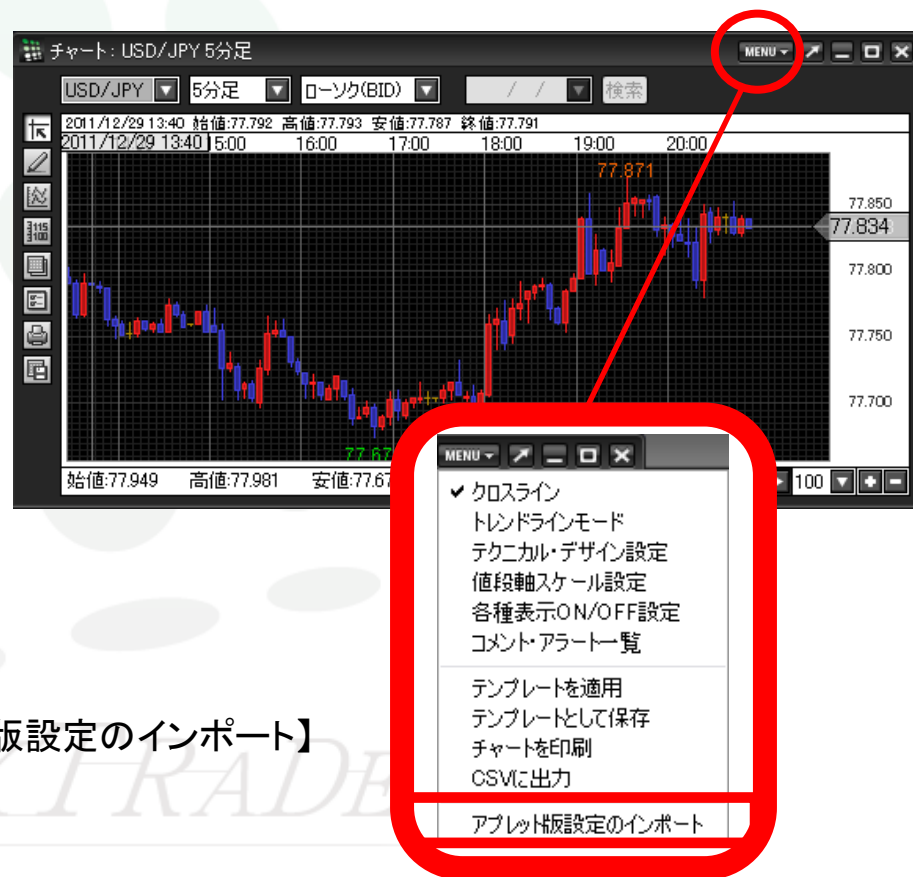 チャート: USD/JPY 5分足 MENU
USD/JPY 5分足 ローソク(BID) / / 検索
2011/12/29 13:40 始値:77.792 高値:77.793 安値:77.787 終値:77.791
2011/12/29 13:40 15:00 16:00 17:00 18:00 19:00 20:00
77.871
77.850
77.834
77.800
77.750
77.700
77.67
始値:77.949 高値:77.981 安値:77.67 100
MENU
クロスライン
トレンドラインモード
テクニカル・デザイン設定
値段軸スケール設定
各種表示ON/OFF設定
コメント・アラート一覧
テンプレートを適用
テンプレートとして保存
チャートを印刷
CSVに出力
アプレット版設定のインポート
版設定のインポート】
TRADE